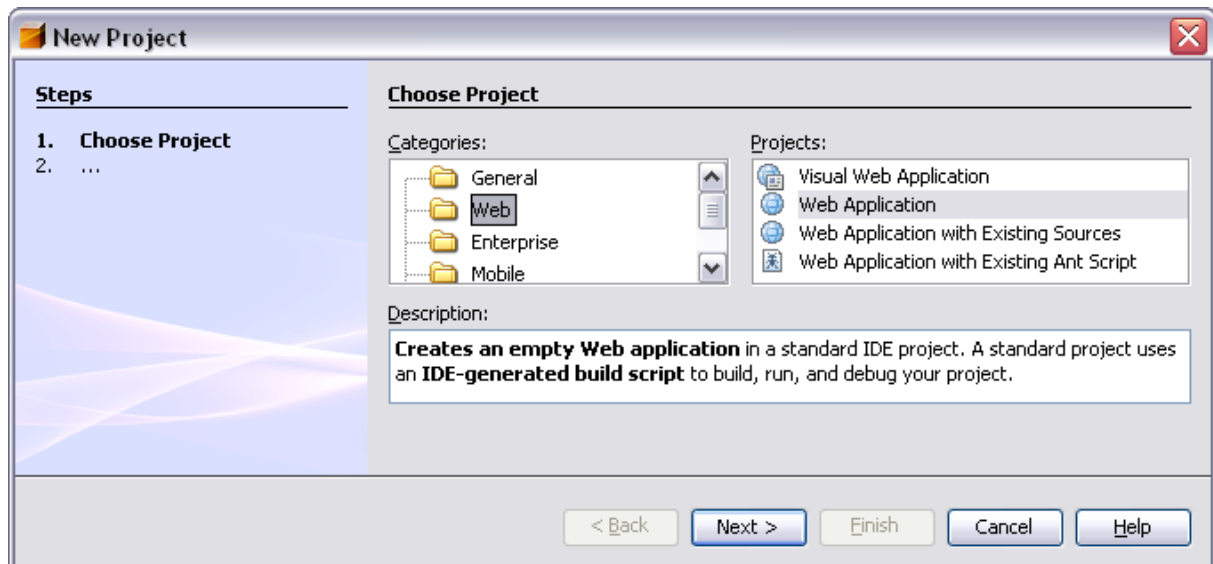 New Project
Steps
1. Choose Project
2. ...
Choose Project
Categories:
General
Web
Enterprise
Mobile
Projects:
Visual Web Application
Web Application
Web Application with Existing Sources
Web Application with Existing Ant Script
Description:
Creates an empty Web application in a standard IDE project. A standard project uses
an IDE-generated build script to build, run, and debug your project.
< Back
Next >
Finish
Cancel
Help